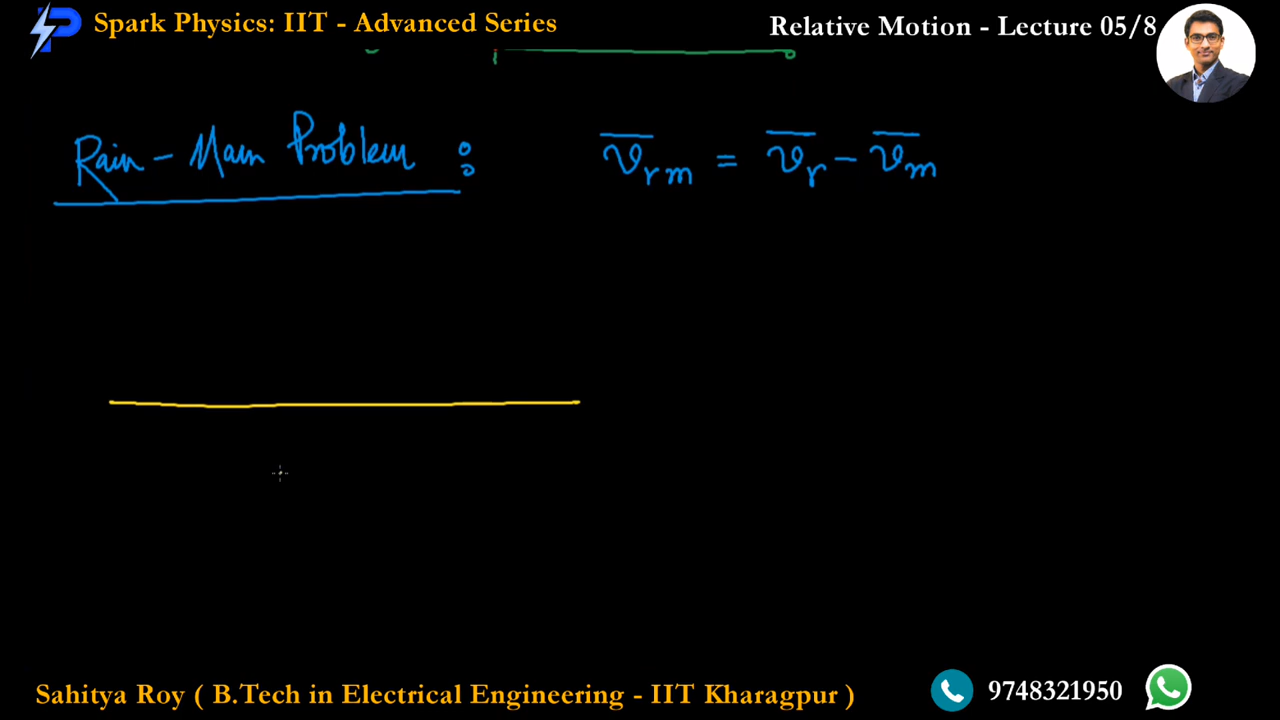 Spark Physics: IIT - Advanced Series
Relative Motion - Lecture 05/8
Rain - Man Problem :
v̅rm = v̅r - v̅m
Sahitya Roy ( B.Tech in Electrical Engineering - IIT Kharagpur )
9748321950